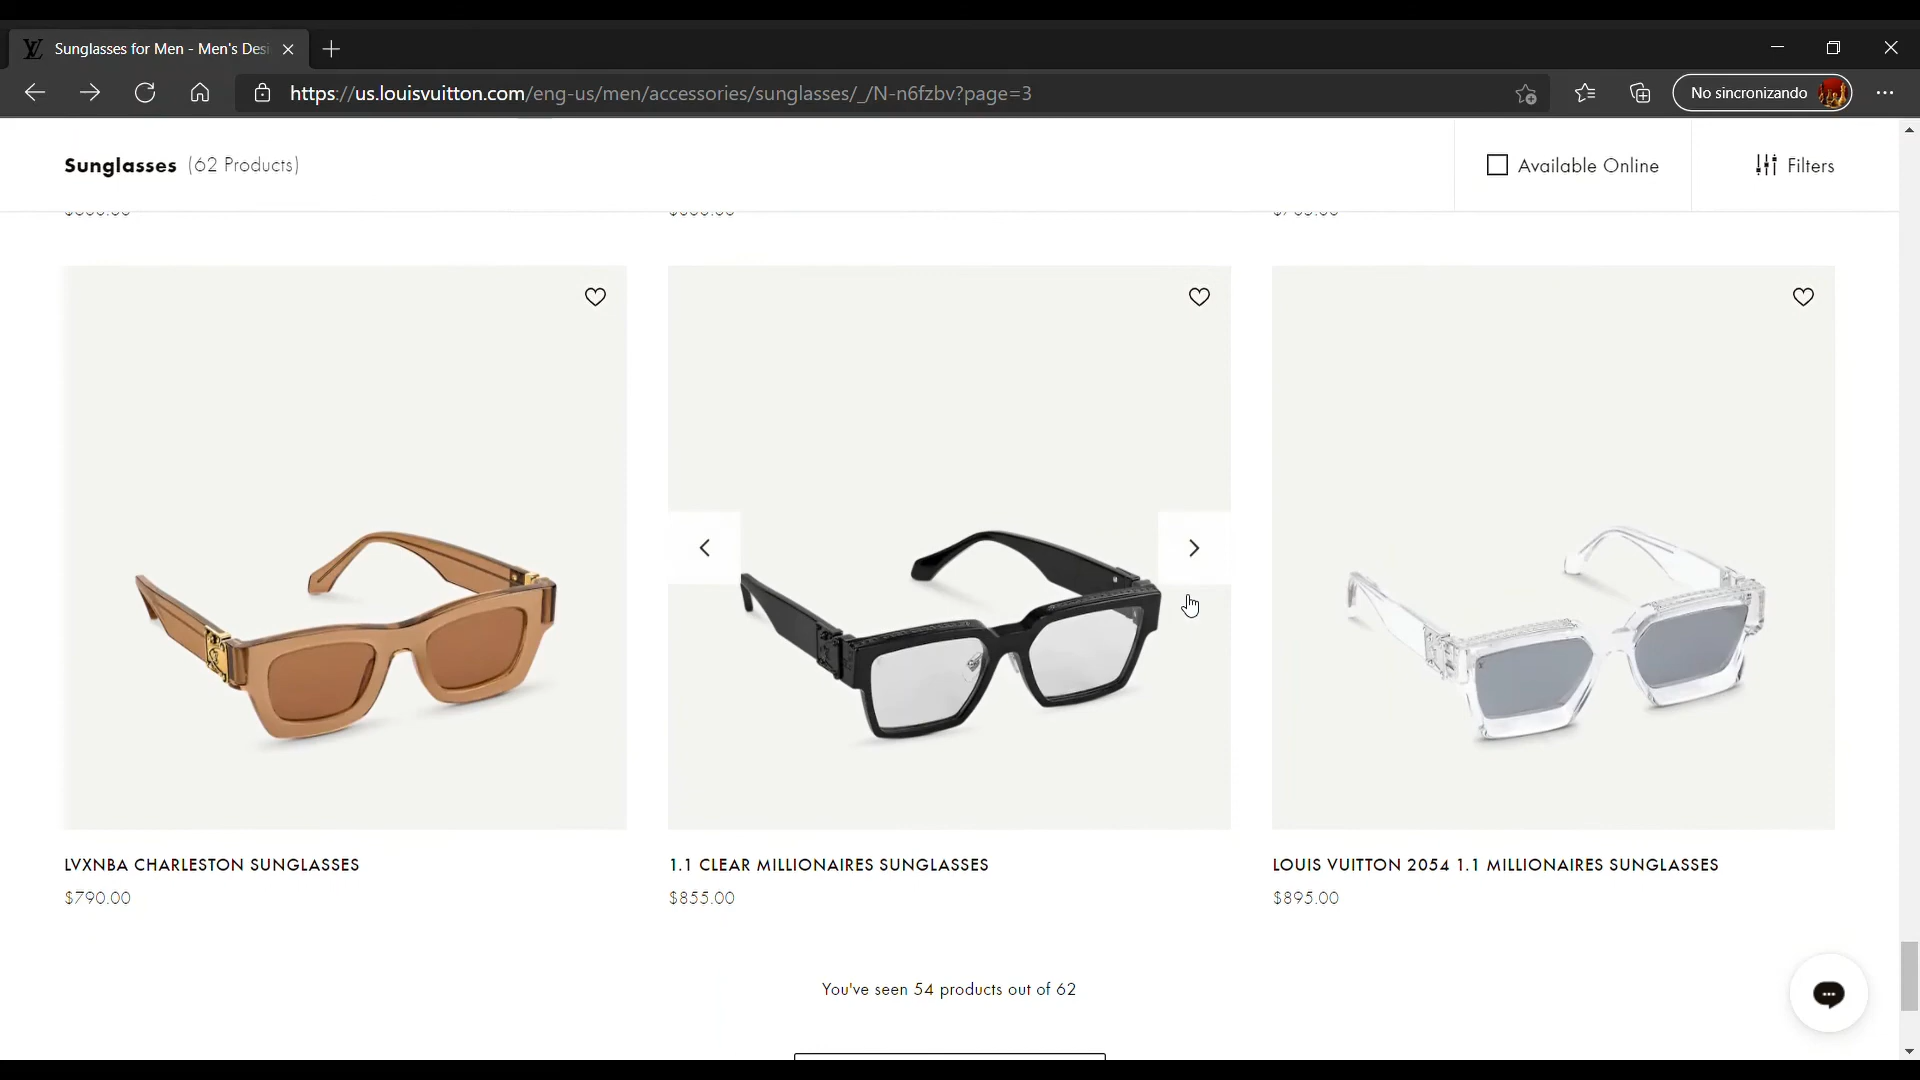 Sunglasses for Men - Men's Desi
https://us.louisvuitton.com/eng-us/men/accessories/sunglasses/_/N-n6fzbv?page=3
No sincronizando
Sunglasses (62 Products)
Available Online
Filters
LVXNBA CHARLESTON SUNGLASSES
$790.00
1.1 CLEAR MILLIONAIRES SUNGLASSES
$855.00
LOUIS VUITTON 2054 1.1 MILLIONAIRES SUNGLASSES
$895.00
You've seen 54 products out of 62